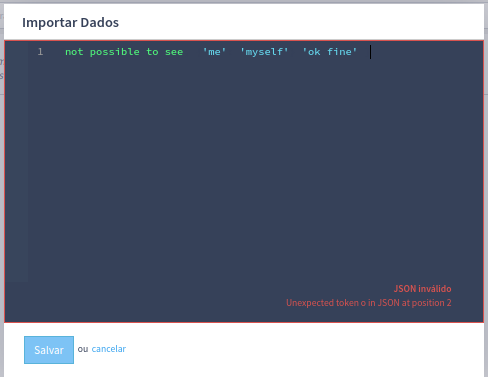 Importar Dados
1 not possible to see 'me' 'myself' 'ok fine'
JSON inválido
Unexpected token o in JSON at position 2
Salvar ou cancelar